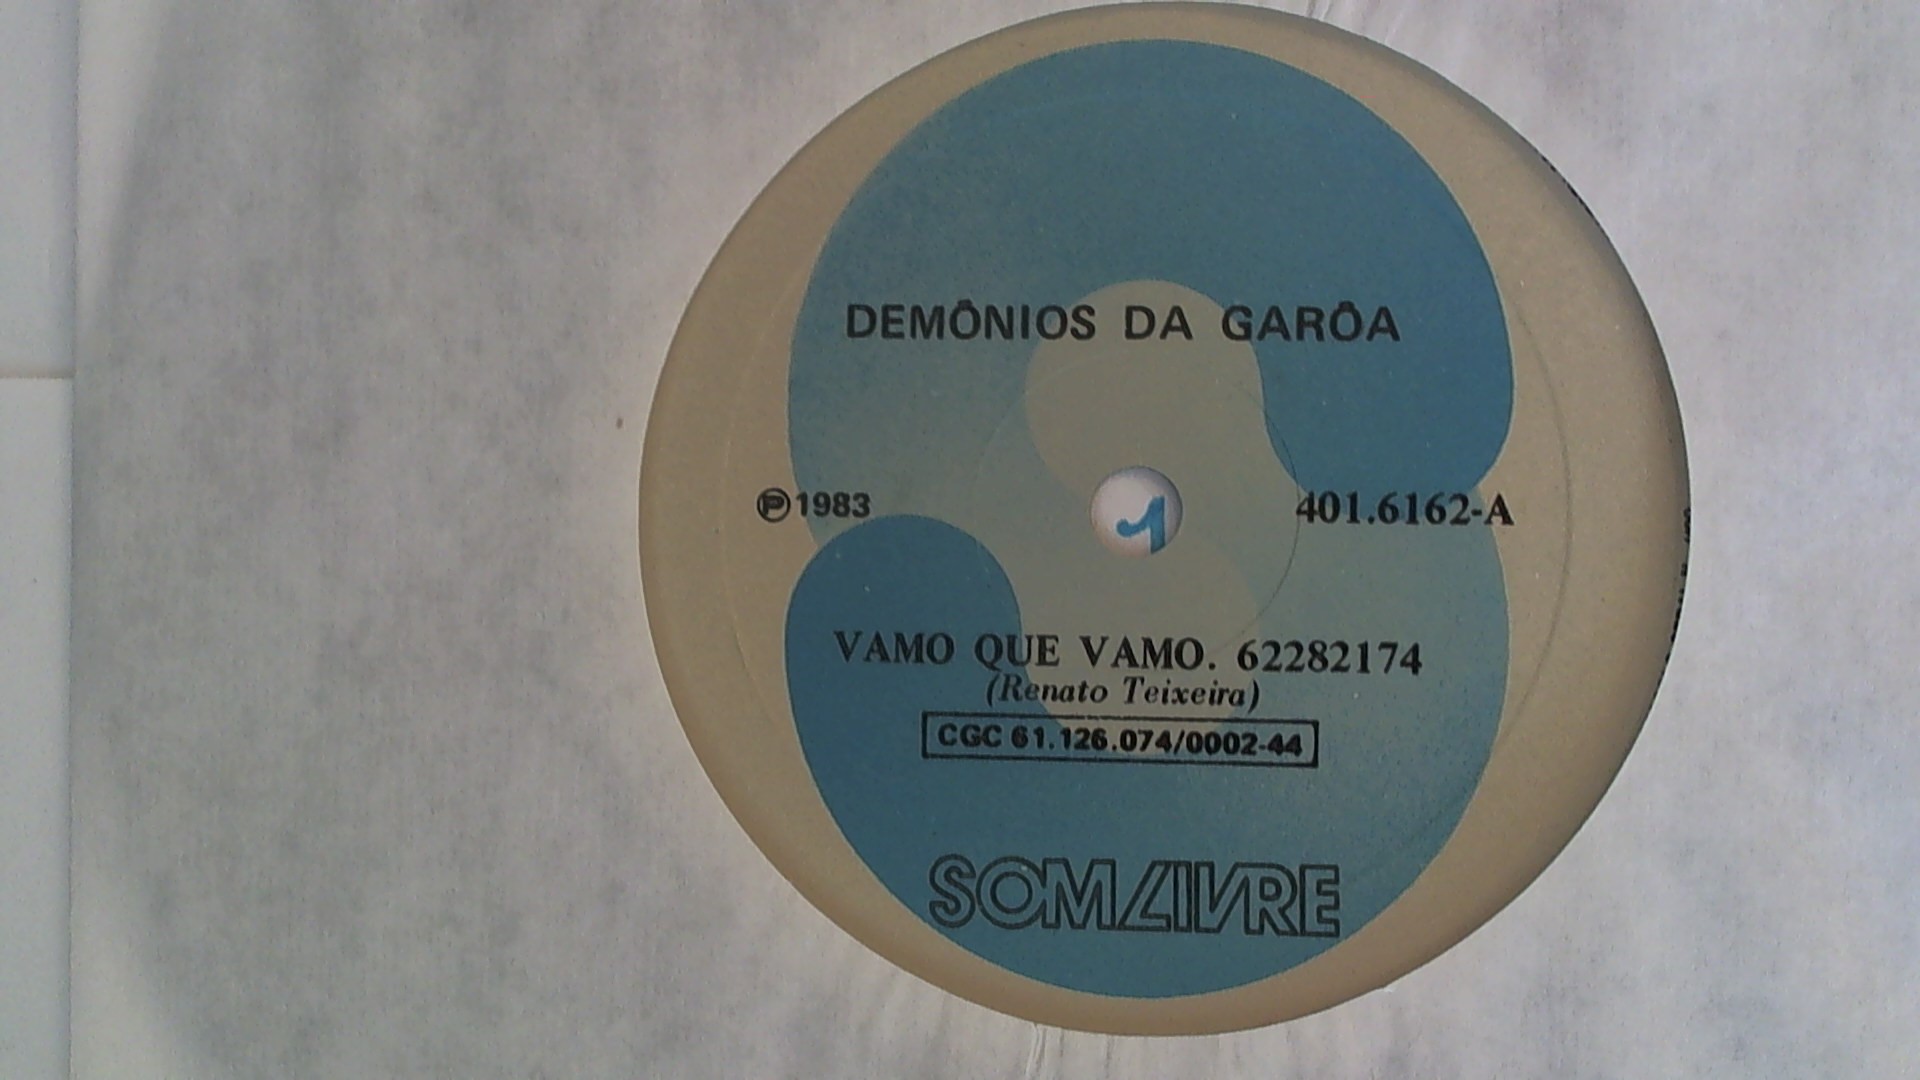 DEMÔNIOS DA GARÔA
℗ 1983
401.6162-A
VAMO QUE VAMO. 62282174
(Renato Teixeira)
CGC 61.126.074/0002-44
SOM LIVRE